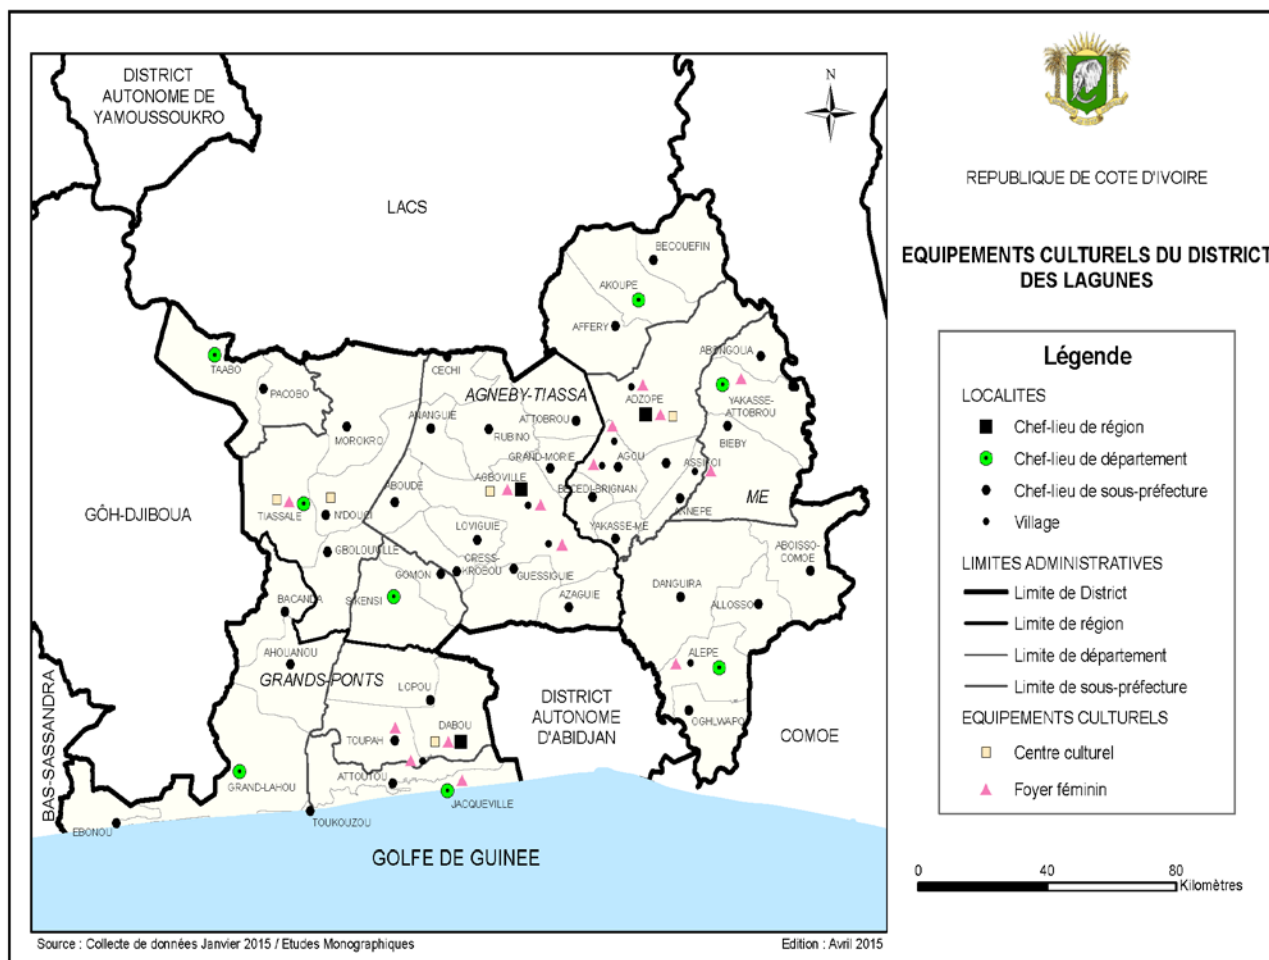 DISTRICT
AUTONOME DE
YAMOUSSOUKRO
LACS
N
REPUBLIQUE DE COTE D'IVOIRE
EQUIPEMENTS CULTURELS DU DISTRICT
DES LAGUNES
BECOUEFIN
AKOUPE
AFFERY
ABONGOUA
TAABO
PACOBO
CECHI
AGNEBY-TIASSA
ADZOPE
YAKASSE-
ATTOBROU
MOROKRO
ANANGUIE
RUBINO
ATTOBROU
BIEBY
GRAND-MORIE
AGOU
ASSIKOI
AGBOVILLE
BECEDI-BRIGNAN
ME
ABOUDE
ANNEPE
TIASSALE
N'DOUCI
GÔH-DJIBOUA
LOVIGUIE
YAKASSE-ME
GBOLOUVILLE
CRESS-
KROBOU
GUESSIGUIE
GOMON
ABOISSO-
COMOE
DANGUIRA
ALLOSSO
SIKENSI
AZAGUIE
BACANDA
AHOUANOU
GRANDS-PONTS
LOPOU
ALEPE
OGHLWAPO
DISTRICT
AUTONOME
D'ABIDJAN
COMOE
BAS-SASSANDRA
DABOU
TOUPAH
ATTOUTOU
GRAND-LAHOU
JACQUEVILLE
TOUKOUZOU
EBONOU
GOLFE DE GUINEE
Légende
LOCALITES
Chef-lieu de région
Chef-lieu de département
Chef-lieu de sous-préfecture
Village
LIMITES ADMINISTRATIVES
Limite de District
Limite de région
Limite de département
Limite de sous-préfecture
EQUIPEMENTS CULTURELS
Centre culturel
Foyer féminin
0 40 80
Kilomètres
Source : Collecte de données Janvier 2015 / Etudes Monographiques
Edition : Avril 2015